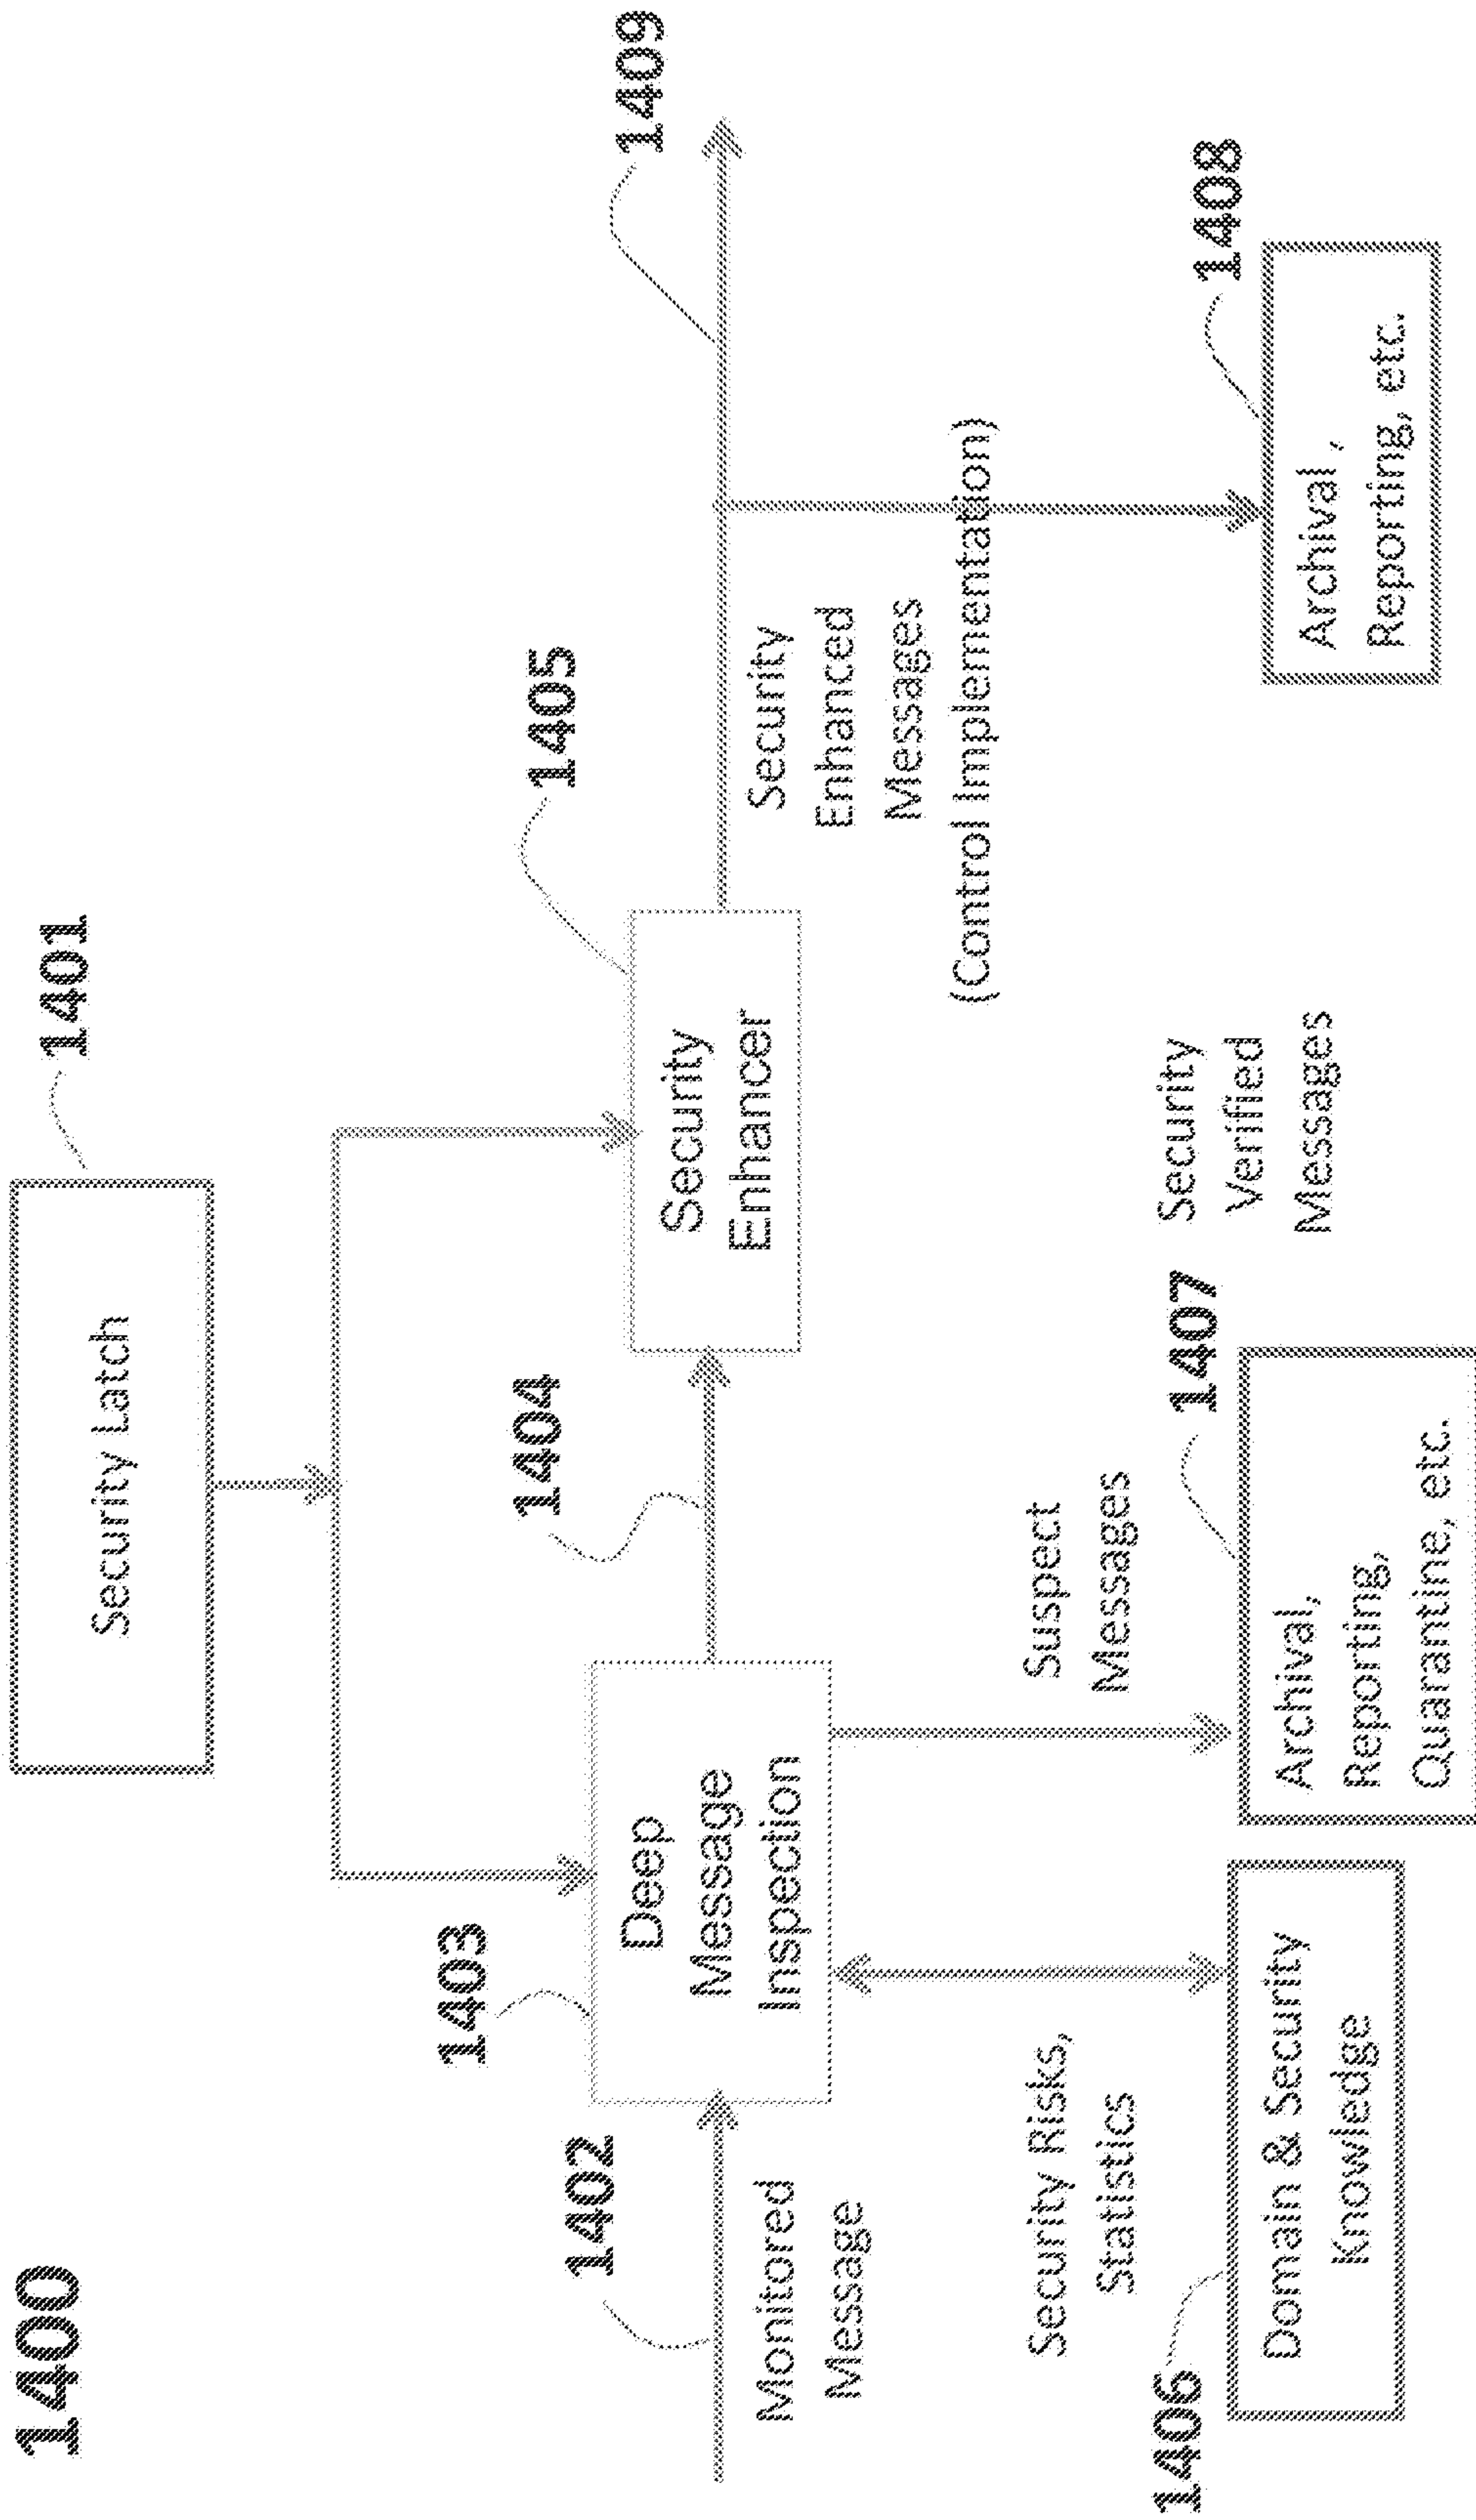 1400
1401
Security Latch
1402
Monitored
Message
1403
Deep
Message
Inspection
1404
1405
Security
Enhancer
1409
Security
Enhanced
Messages
(Control Implementation)
Security Risks,
Statistics
1406
Domain & Security
Knowledge
Suspect
Messages
1407
Archival,
Reporting,
Quarantine, etc.
Security
Verified
Messages
1408
Archival ,
Reporting, etc.